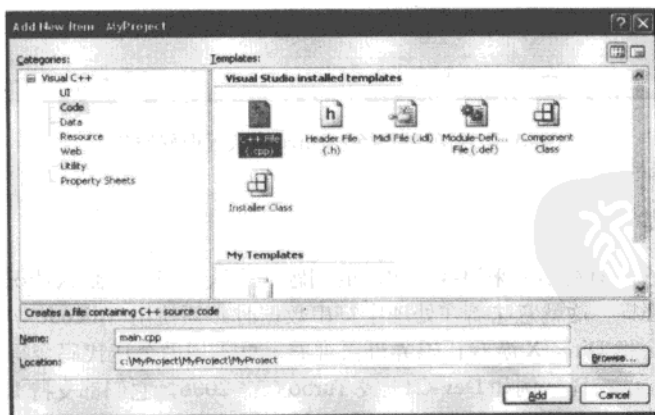 Add New Item - MyProject
Categories:
Templates:
Visual C++
UI
Code
Data
Resource
Web
Utility
Property Sheets
Visual Studio installed templates
C++ File (.cpp)
Header File (.h)
Midl File (.idl)
Module-Defi... File (.def)
Component Class
Installer Class
My Templates
Creates a file containing C++ source code
Name:
main.cpp
Location:
c:\MyProject\MyProject\MyProject
Browse...
Add
Cancel